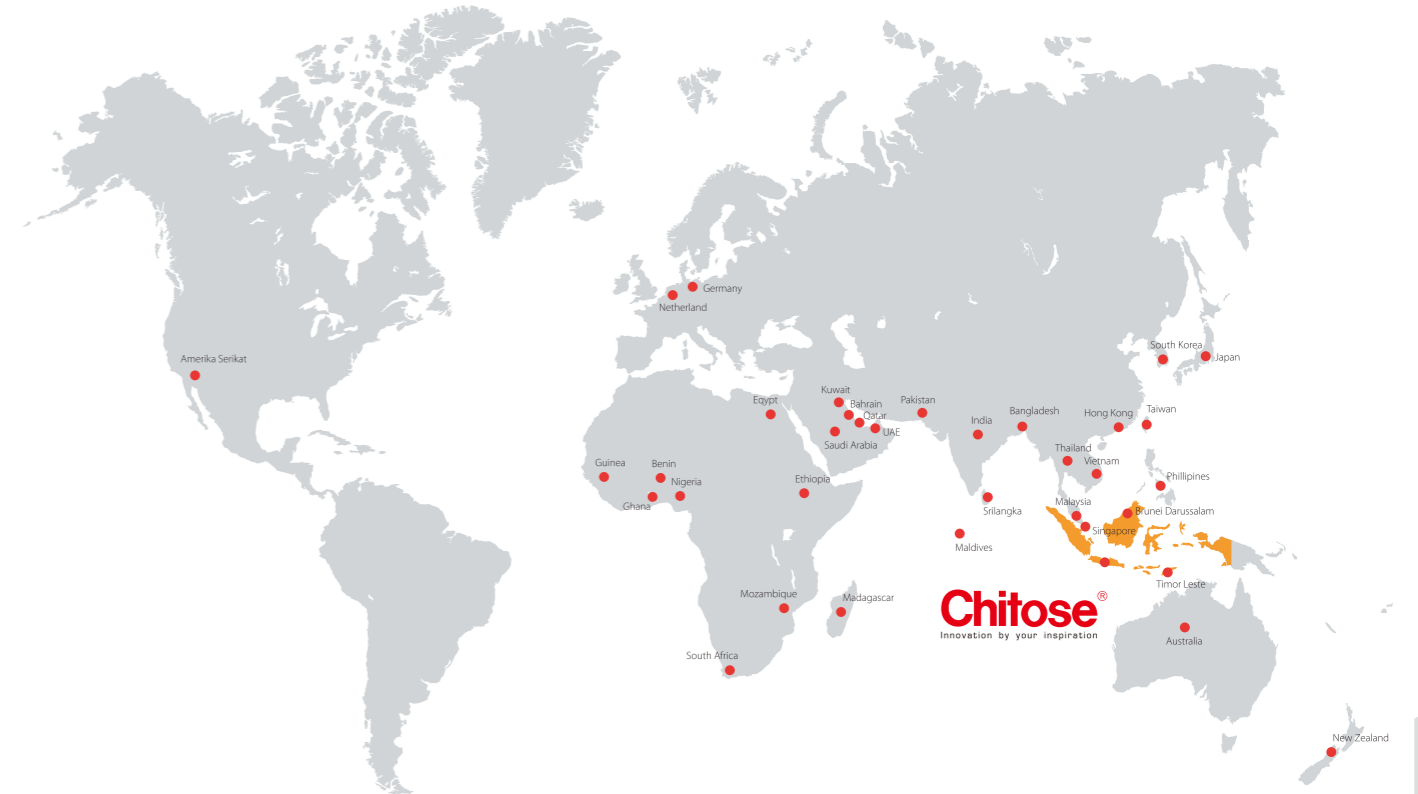 Germany
Netherland
South Korea
Japan
Amerika Serikat
Kuwait
Eqypt
Bahrain
Pakistan
Qatar
India
Bangladesh
Hong Kong
Taiwan
UAE
Saudi Arabia
Thailand
Vietnam
Guinea
Benin
Nigeria
Ethiopia
Phillipines
Ghana
Srilangka
Malaysia
Brunei Darussalam
Singapore
Maldives
Timor Leste
Mozambique
Madagascar
Chitose®
Innovation by your inspiration
Australia
South Africa
New Zealand